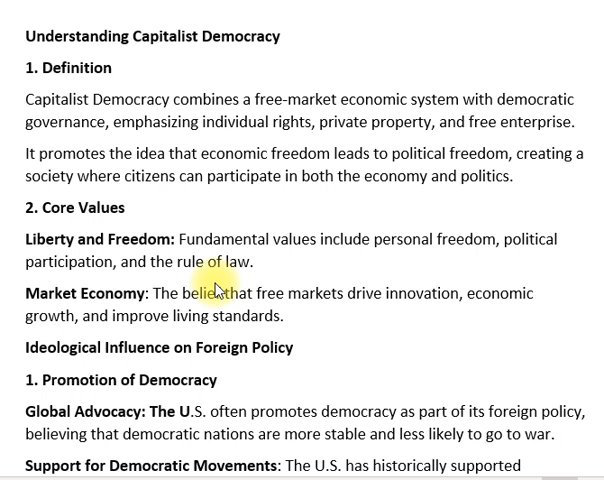 Understanding Capitalist Democracy
1. Definition
Capitalist Democracy combines a free-market economic system with democratic
governance, emphasizing individual rights, private property, and free enterprise.
It promotes the idea that economic freedom leads to political freedom, creating a
society where citizens can participate in both the economy and politics.
2. Core Values
Liberty and Freedom: Fundamental values include personal freedom, political
participation, and the rule of law.
Market Economy: The belief that free markets drive innovation, economic
growth, and improve living standards.
Ideological Influence on Foreign Policy
1. Promotion of Democracy
Global Advocacy: The U.S. often promotes democracy as part of its foreign policy,
believing that democratic nations are more stable and less likely to go to war.
Support for Democratic Movements: The U.S. has historically supported